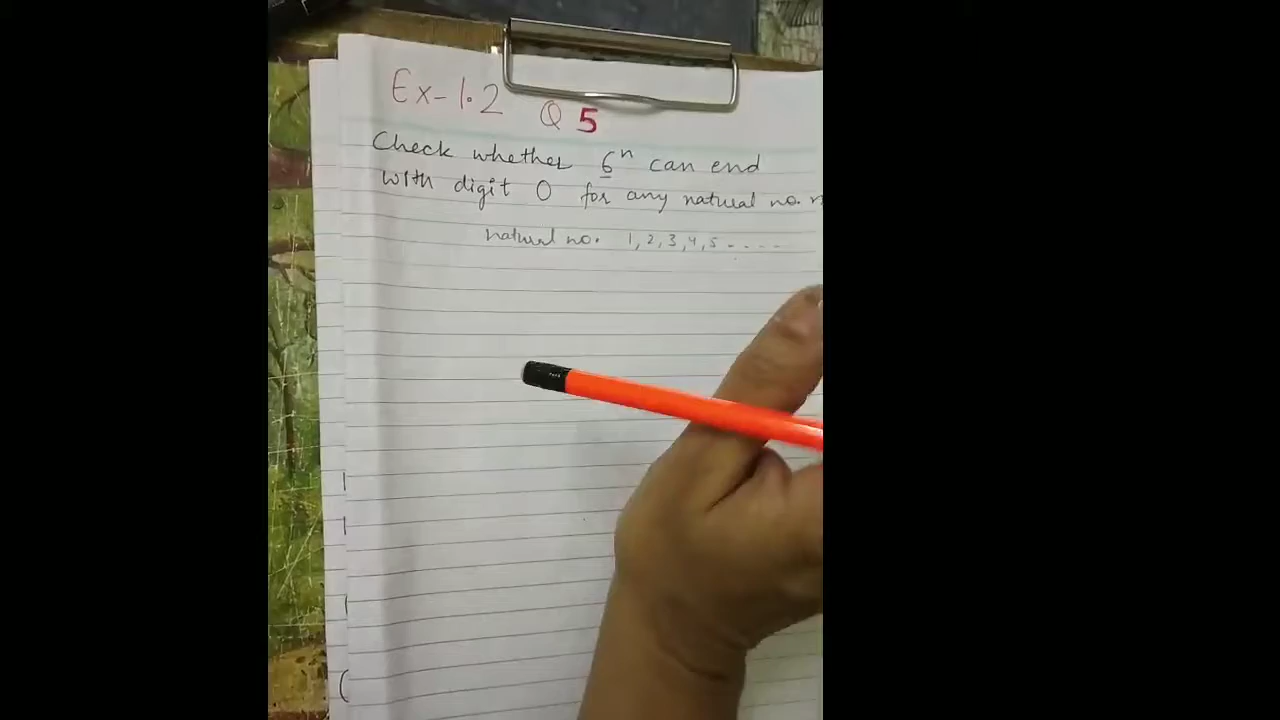 Ex-1.2 Q 5
Check whether 6ⁿ can end
with digit 0 for any natural no. n
natural no. 1, 2, 3, 4, 5 - - - -